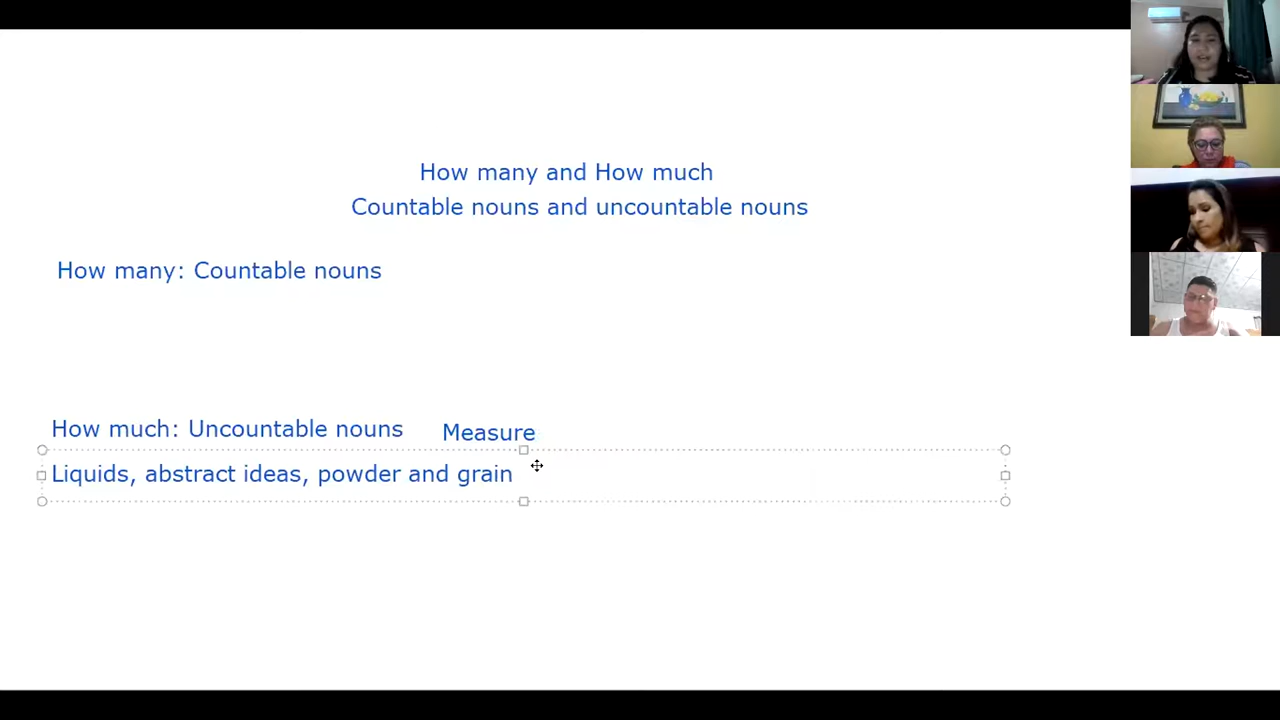 How many and How much
Countable nouns and uncountable nouns
How many: Countable nouns
How much: Uncountable nouns Measure
Liquids, abstract ideas, powder and grain